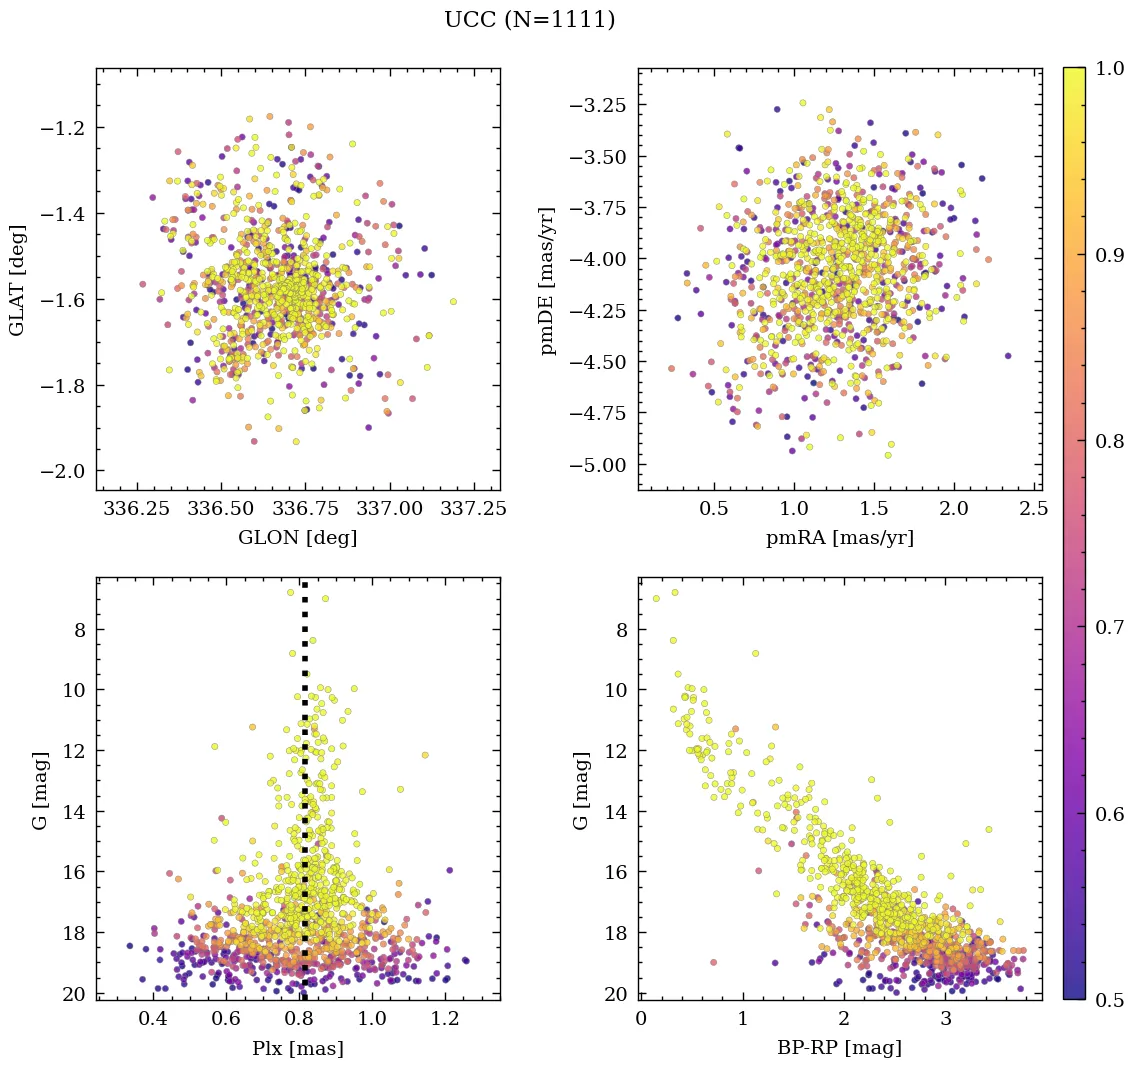 UCC (N=1111)
−1.2
−1.4
−1.6
−1.8
−2.0
GLAT [deg]
336.25 336.50 336.75 337.00 337.25
GLON [deg]
−3.25
−3.50
−3.75
−4.00
−4.25
−4.50
−4.75
−5.00
pmDE [mas/yr]
0.5 1.0 1.5 2.0 2.5
pmRA [mas/yr]
1.0
0.9
0.8
0.7
0.6
0.5
8
10
12
14
16
18
20
G [mag]
0.4 0.6 0.8 1.0 1.2
Plx [mas]
8
10
12
14
16
18
20
G [mag]
0 1 2 3
BP-RP [mag]